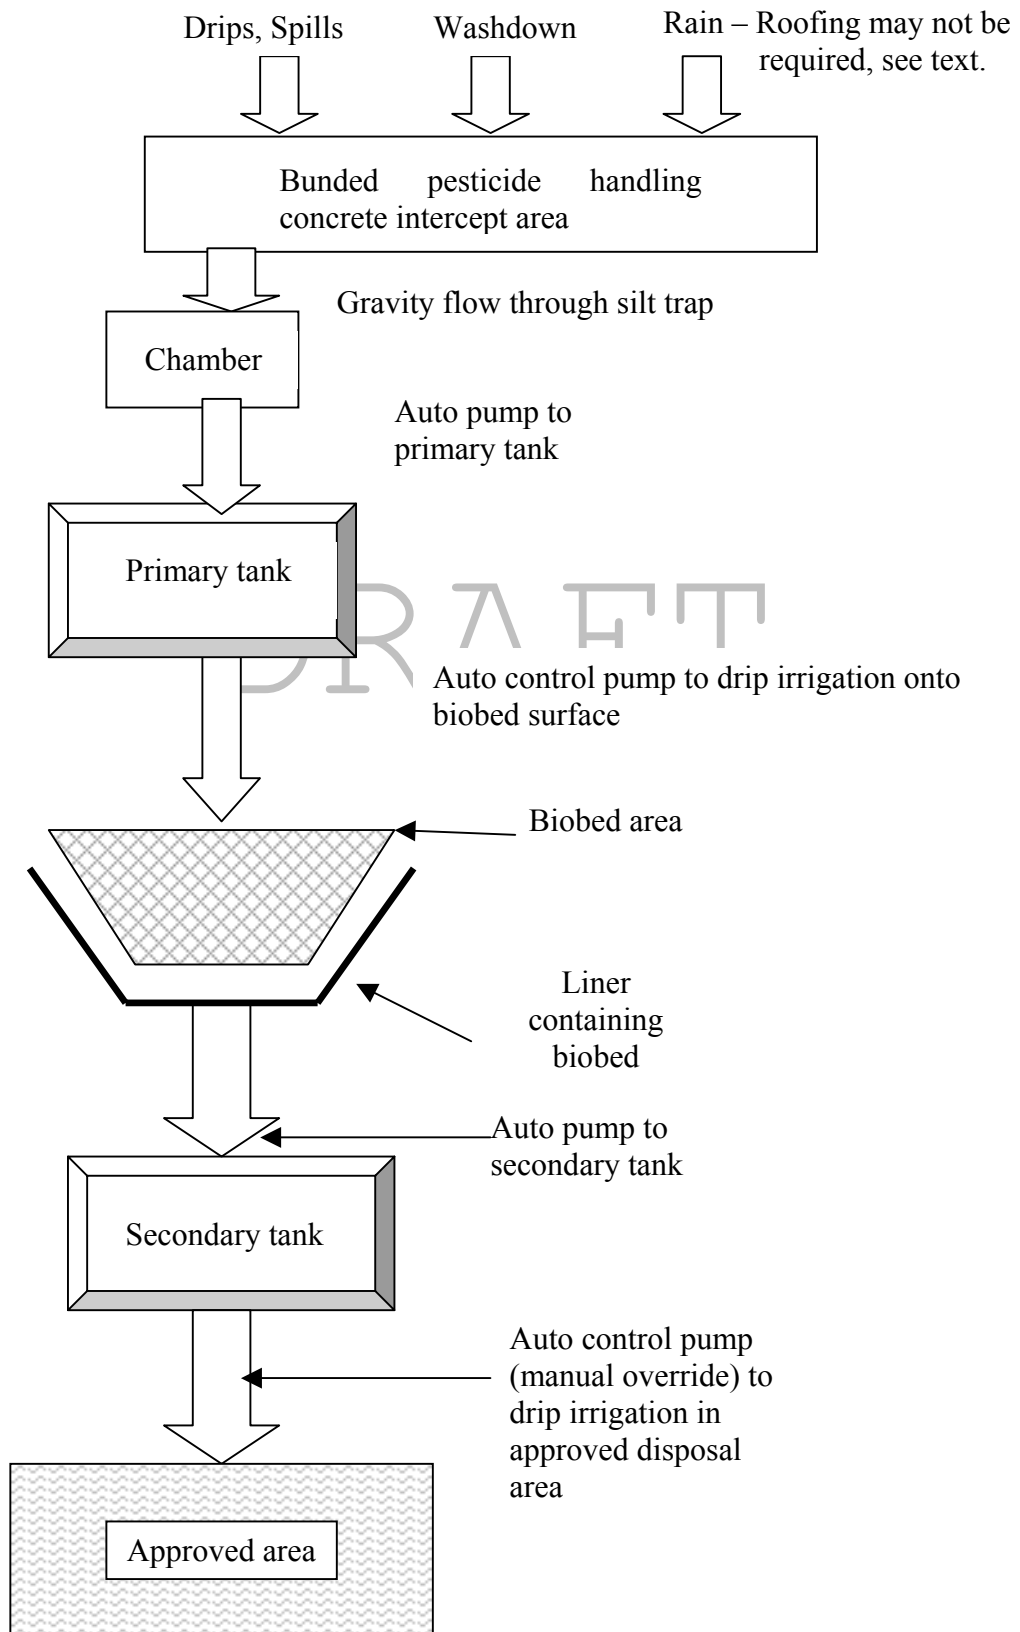 Drips, Spills
Washdown
Rain – Roofing may not be
required, see text.
Bunded pesticide handling
concrete intercept area
Gravity flow through silt trap
Chamber
Auto pump to
primary tank
Primary tank
DRAFT
Auto control pump to drip irrigation onto
biobed surface
Biobed area
Liner
containing
biobed
Auto pump to
secondary tank
Secondary tank
Auto control pump
(manual override) to
drip irrigation in
approved disposal
area
Approved area